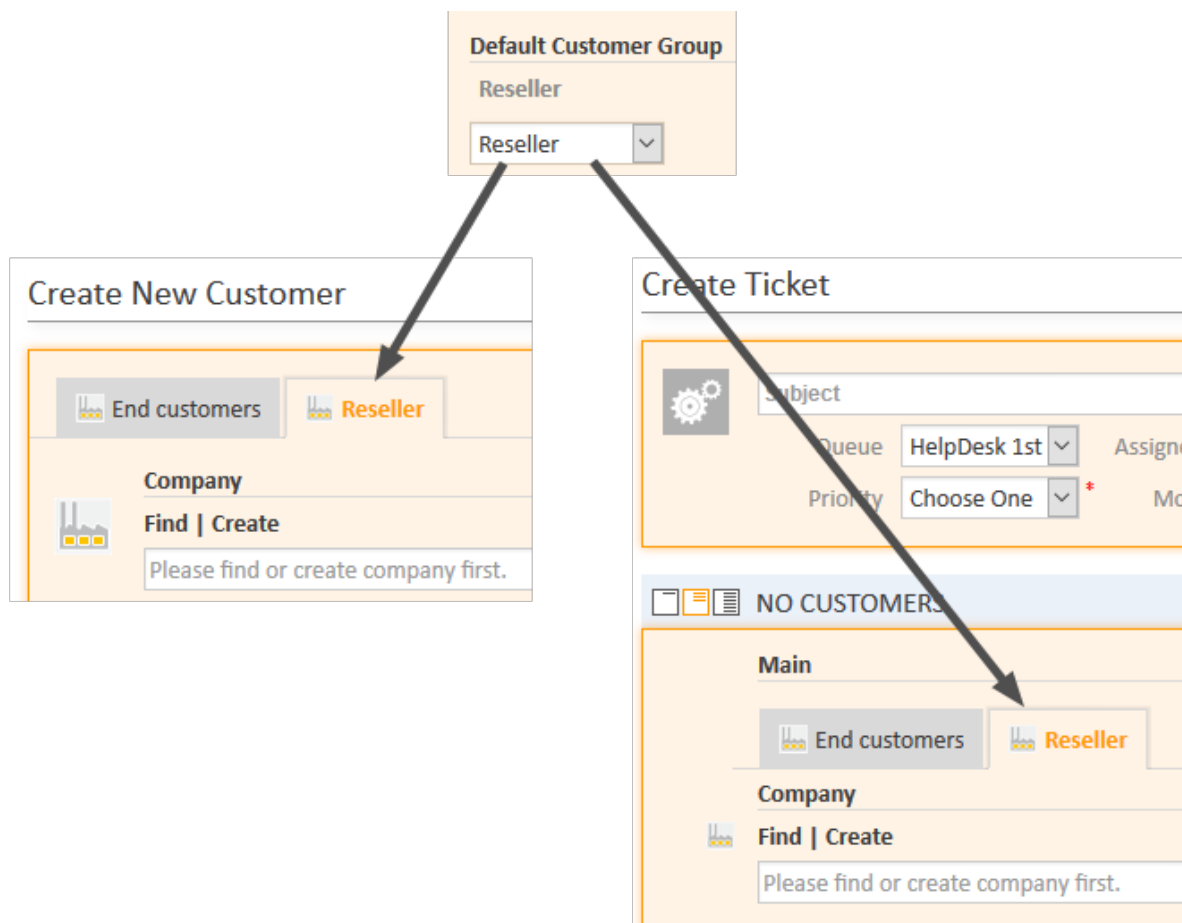 Default Customer Group
Reseller
Reseller
Create New Customer
End customers Reseller
Company
Find | Create
Please find or create company first.
Create Ticket
Subject
Queue HelpDesk 1st Assigne
Priority Choose One * Mo
NO CUSTOMERS
Main
End customers Reseller
Company
Find | Create
Please find or create company first.